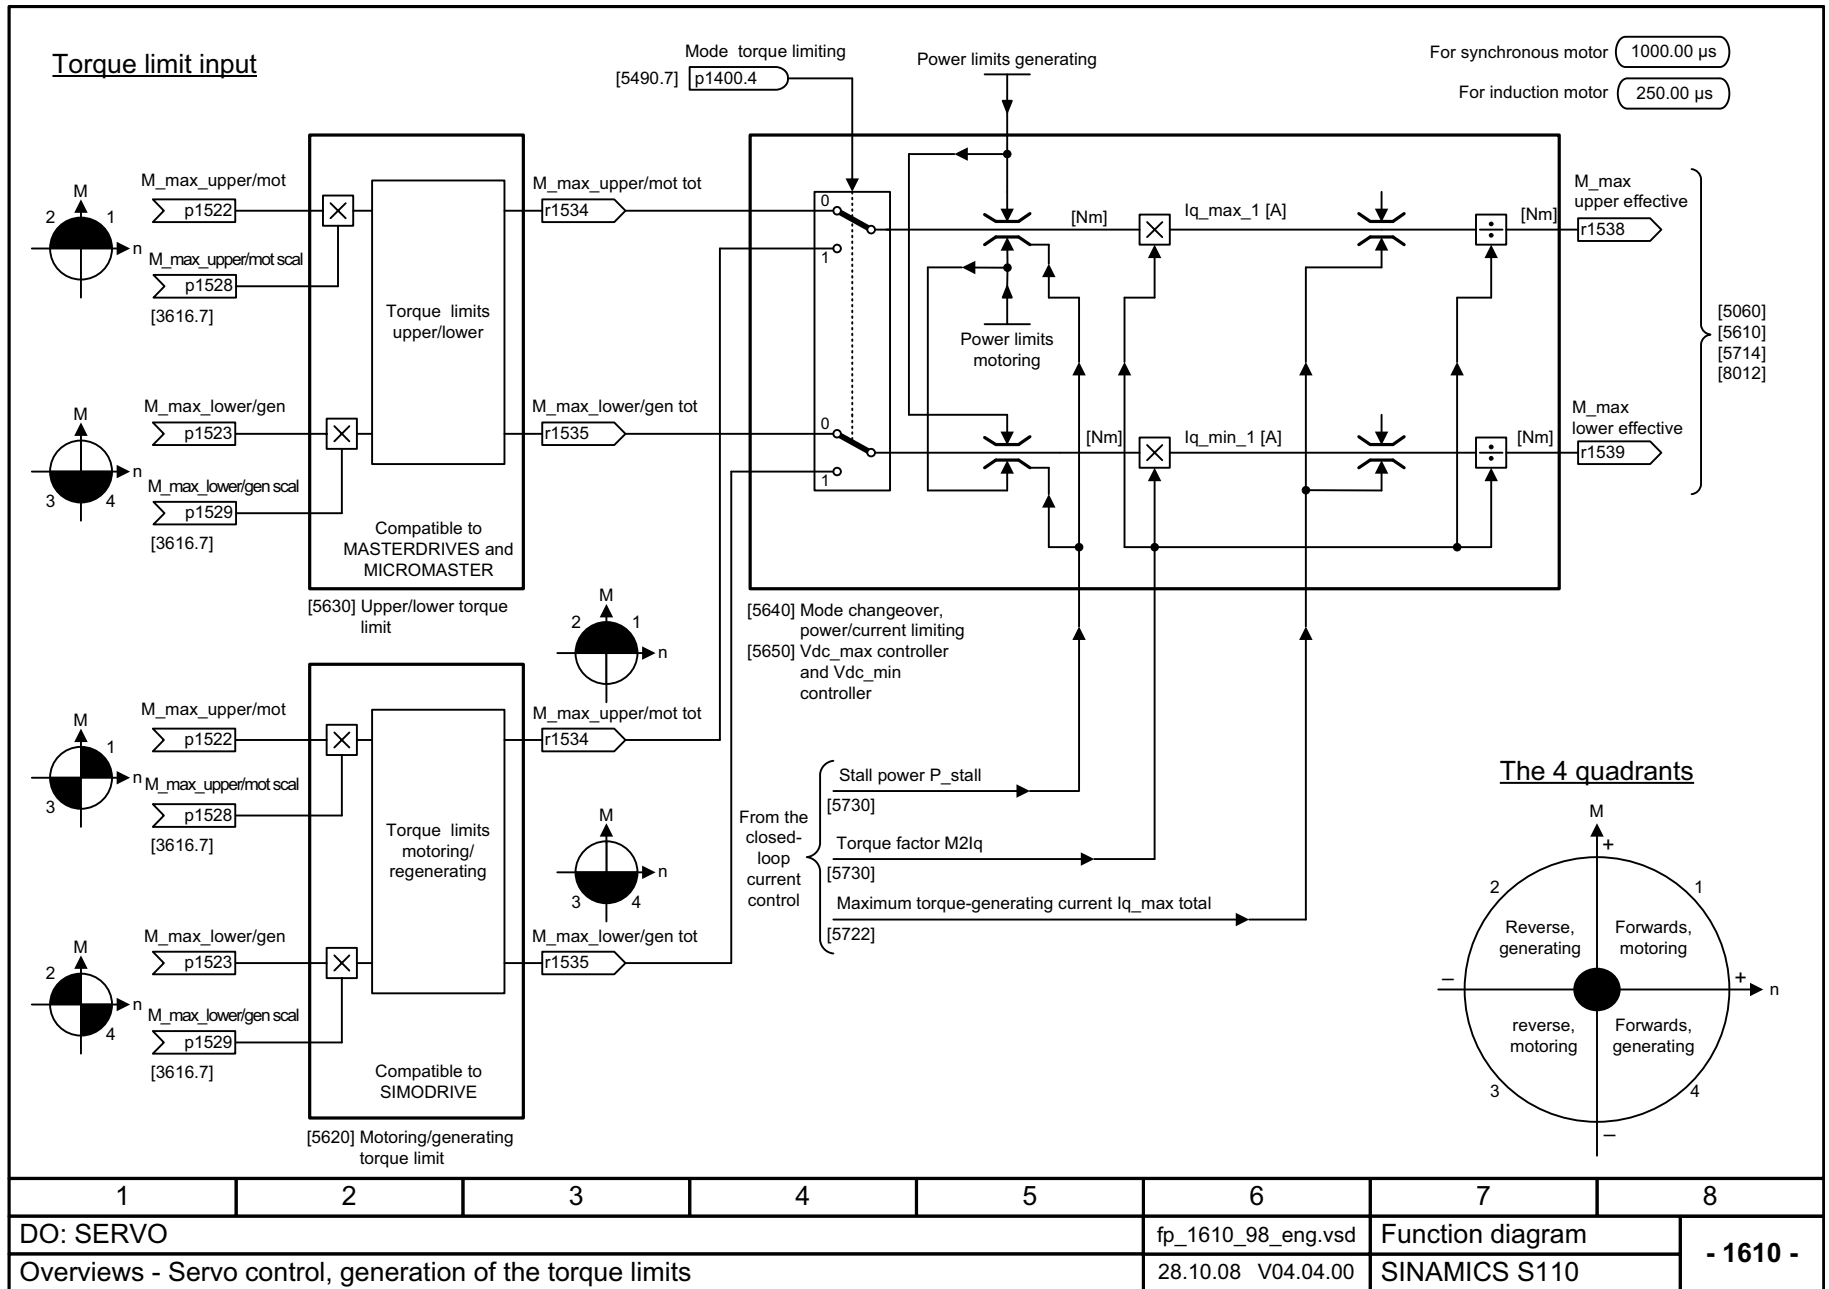 Torque limit input
Mode torque limiting
[5490.7] p1400.4
Power limits generating
For synchronous motor 1000.00 µs
For induction motor 250.00 µs
M
2 1
n
M_max_upper/mot
p1522
M_max_upper/mot scal
p1528
[3616.7]
Torque limits
upper/lower
M_max_upper/mot tot
r1534
0
1
[Nm]
Iq_max_1 [A]
[Nm]
M_max
upper effective
r1538
Power limits
motoring
[5060]
[5610]
[5714]
[8012]
M
3 4
n
M_max_lower/gen
p1523
M_max_lower/gen scal
p1529
[3616.7]
M_max_lower/gen tot
r1535
0
1
[Nm]
Iq_min_1 [A]
[Nm]
M_max
lower effective
r1539
Compatible to
MASTERDRIVES and
MICROMASTER
[5630] Upper/lower torque
limit
M
2 1
n
[5640] Mode changeover,
power/current limiting
[5650] Vdc_max controller
and Vdc_min
controller
M
1
n
3
M_max_upper/mot
p1522
M_max_upper/mot scal
p1528
[3616.7]
Torque limits
motoring/
regenerating
M_max_upper/mot tot
r1534
M
n
3 4
From the
closed-
loop
current
control
Stall power P_stall
[5730]
Torque factor M2Iq
[5730]
Maximum torque-generating current Iq_max total
[5722]
M
2
n
4
M_max_lower/gen
p1523
M_max_lower/gen scal
p1529
[3616.7]
M_max_lower/gen tot
r1535
Compatible to
SIMODRIVE
[5620] Motoring/generating
torque limit
The 4 quadrants
M
+
2 1
Reverse,
generating
Forwards,
motoring
– + n
reverse,
motoring
Forwards,
generating
3 4
–
1 2 3 4 5 6 7 8
DO: SERVO
fp_1610_98_eng.vsd
Function diagram
- 1610 -
Overviews - Servo control, generation of the torque limits
28.10.08 V04.04.00
SINAMICS S110